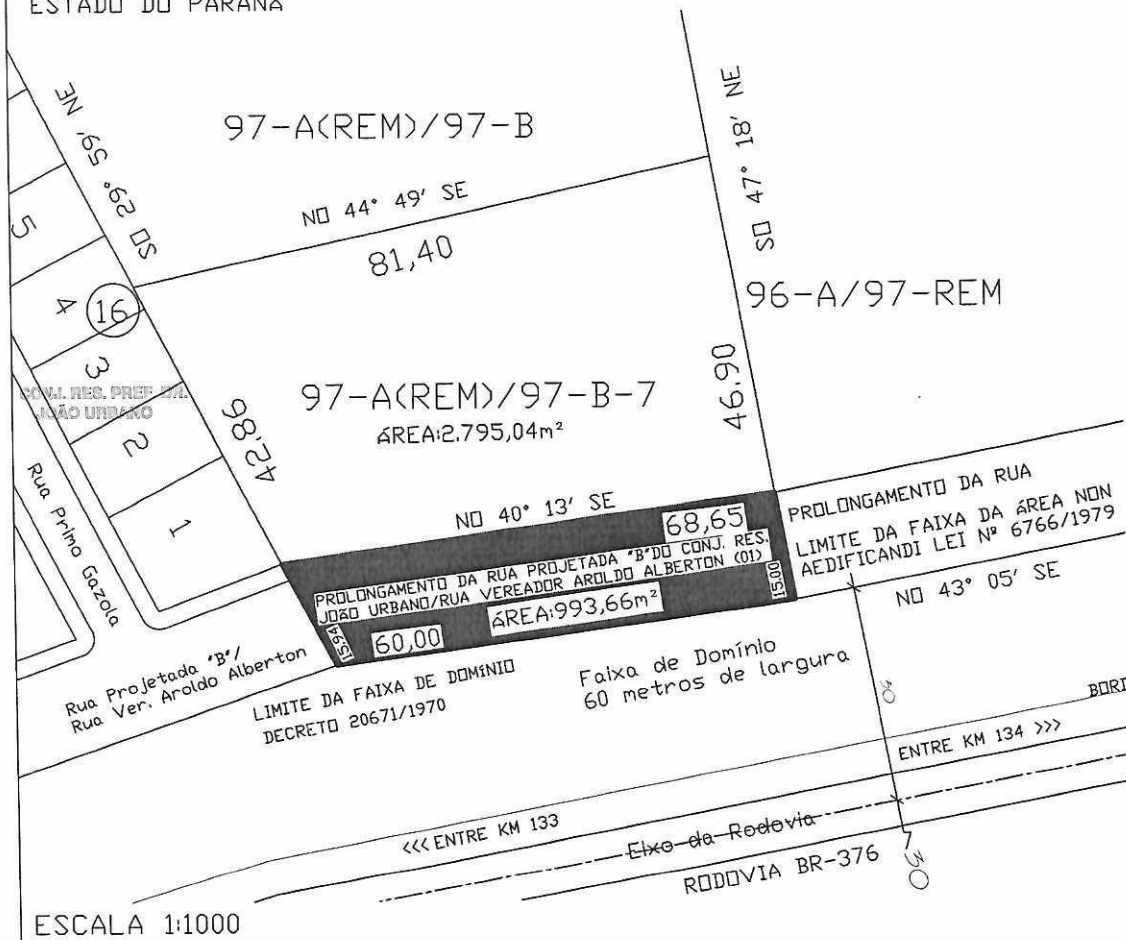 ESTADO DO PARANÁ
SO 29° 59' NE
97-A(REM)/97-B
SO 47° 18' NE
NO 44° 49' SE
81,40
96-A/97-REM
5
4
16
3
CONJ. RES. PREF. DR.
JOÃO URBANO
2
1
42,86
46.90
97-A(REM)/97-B-7
ÁREA:2.795,04m²
Rua Primo Gazola
NO 40° 13' SE
68,65
PROLONGAMENTO DA RUA PROJETADA "B"DO CONJ. RES.
JOÃO URBANO/RUA VEREADOR AROLDO ALBERTON (01)
15.00
15.94
60,00
ÁREA:993,66m²
PROLONGAMENTO DA RUA
LIMITE DA FAIXA DA ÁREA NON
AEDIFICANDI LEI Nº 6766/1979
NO 43° 05' SE
Rua Projetada "B"/
Rua Ver. Aroldo Alberton
LIMITE DA FAIXA DE DOMíNIO
DECRETO 20671/1970
Faixa de Domínio
60 metros de largura
30
BORD
ENTRE KM 134 >>>
<<< ENTRE KM 133
Eixo da Rodovia
RODOVIA BR-376
30
ESCALA 1:1000